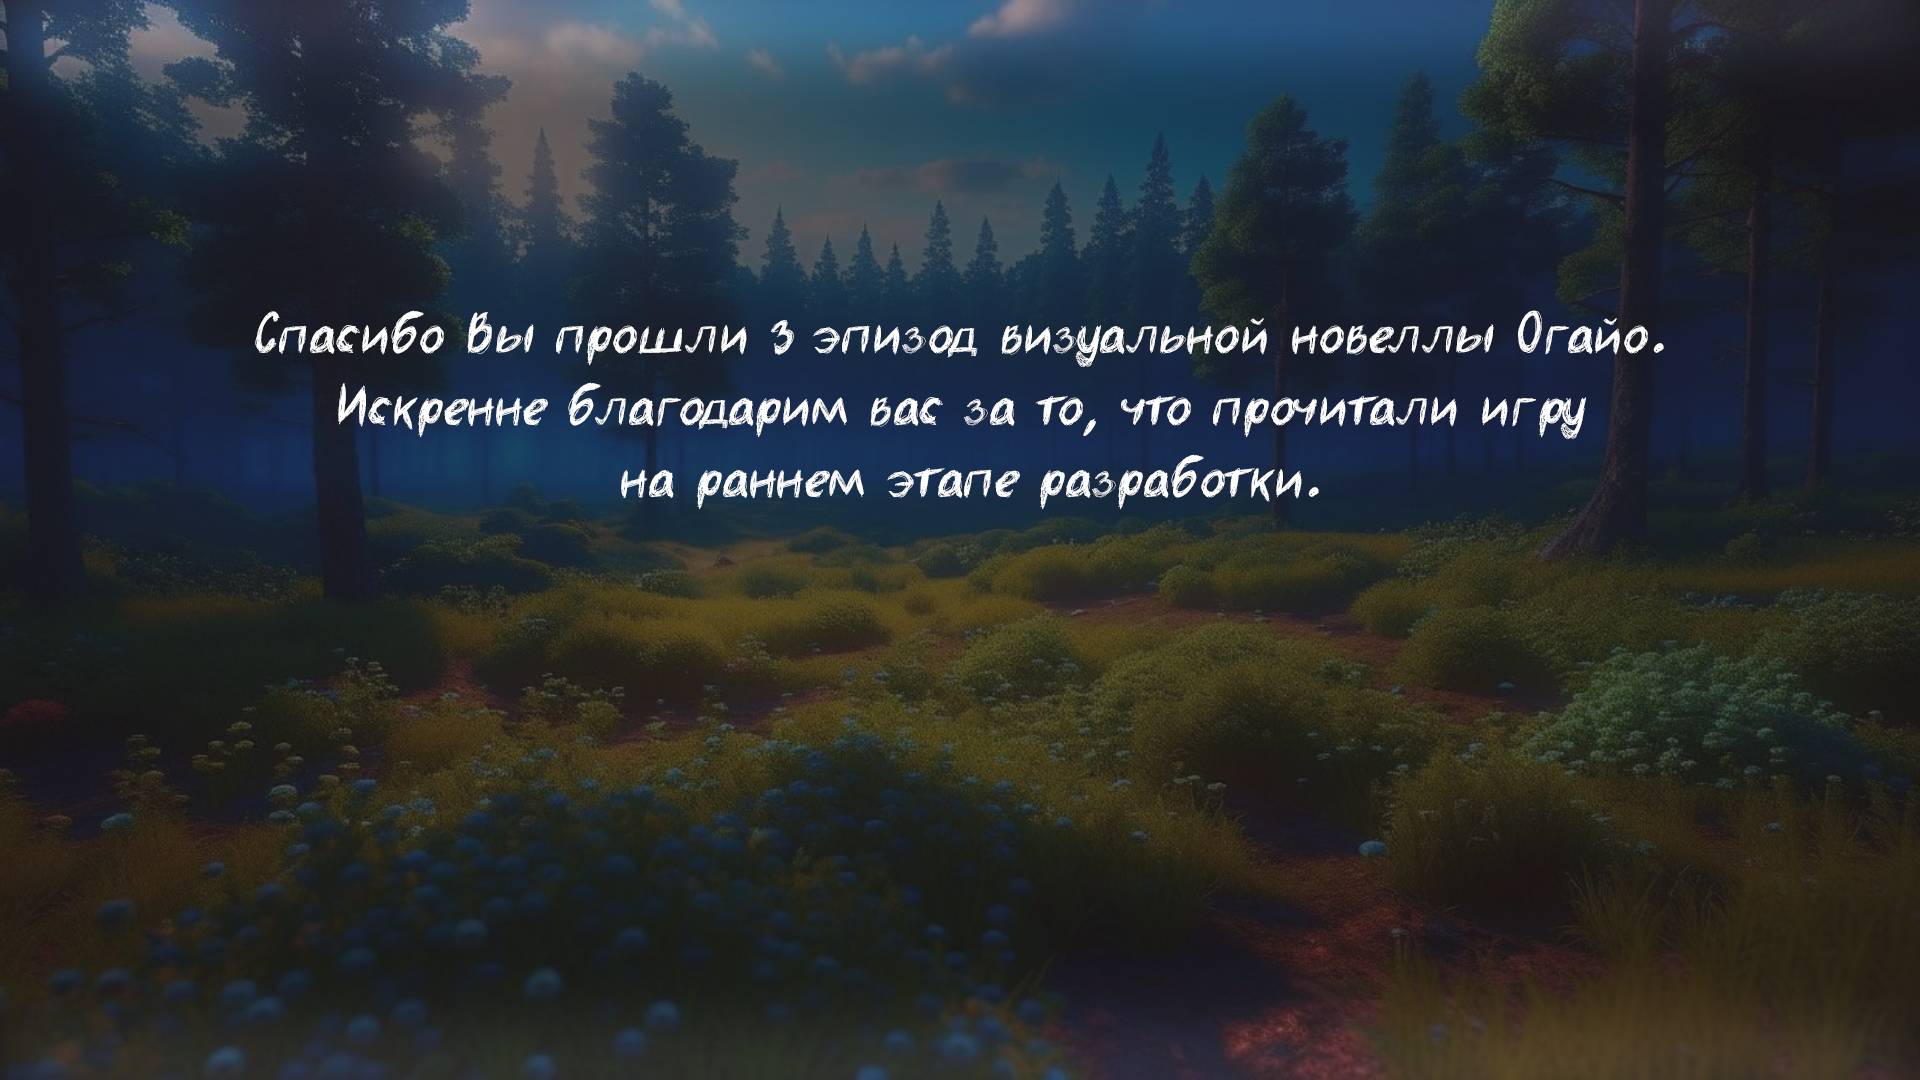 Спасибо Вы прошли 3 эпизод визуальной новеллы Огайо.
Искренне благодарим вас за то, что прочитали игру
на раннем этапе разработки.